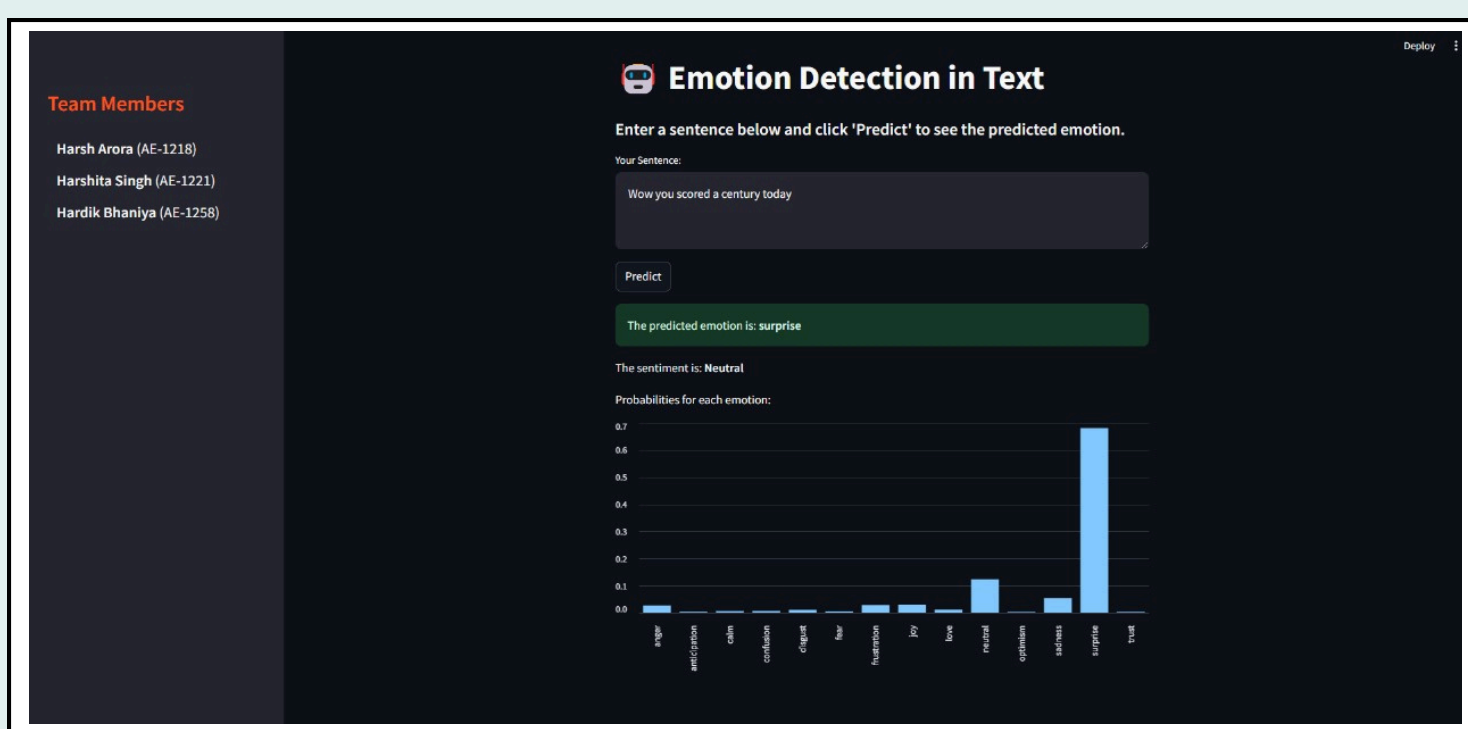 Deploy
Team Members
Harsh Arora (AE-1218)
Harshita Singh (AE-1221)
Hardik Bhaniya (AE-1258)
Emotion Detection in Text
Enter a sentence below and click 'Predict' to see the predicted emotion.
Your Sentence:
Wow you scored a century today
Predict
The predicted emotion is: surprise
The sentiment is: Neutral
Probabilities for each emotion:
0.7
0.6
0.5
0.4
0.3
0.2
0.1
0.0
anger
anticipation
calm
confusion
disgust
fear
frustration
joy
love
neutral
optimism
sadness
surprise
trust